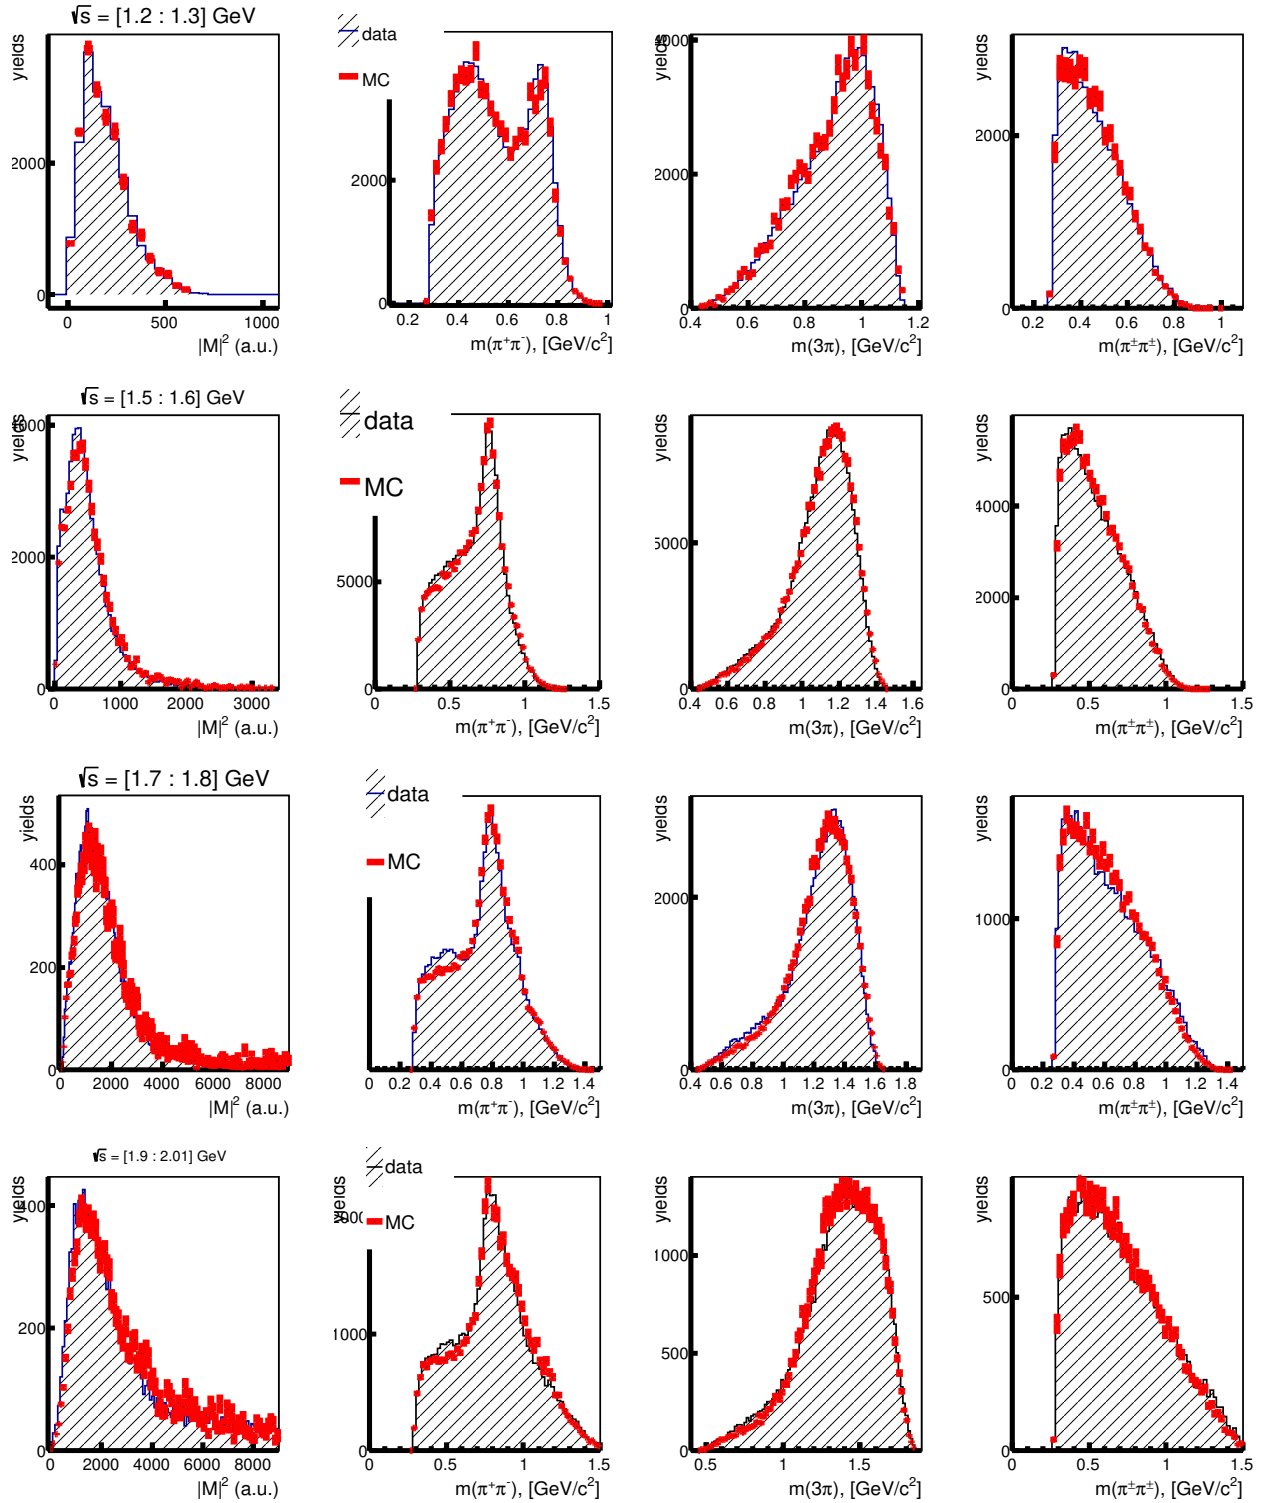 √s = [1.2 : 1.3] GeV
yields
2000
0
0 500 1000
|M|² (a.u.)
data
MC
2000
0
0.2 0.4 0.6 0.8 1
m(π⁺π⁻), [GeV/c²]
yields
4000
2000
0
0.4 0.6 0.8 1 1.2
m(3π), [GeV/c²]
yields
2000
0
0.2 0.4 0.6 0.8 1
m(π±π±), [GeV/c²]
√s = [1.5 : 1.6] GeV
yields
4000
2000
0
0 1000 2000 3000
|M|² (a.u.)
data
MC
5000
0
0 0.5 1 1.5
m(π⁺π⁻), [GeV/c²]
yields
5000
0
0.4 0.6 0.8 1 1.2 1.4 1.6
m(3π), [GeV/c²]
yields
4000
2000
0
0 0.5 1 1.5
m(π±π±), [GeV/c²]
√s = [1.7 : 1.8] GeV
yields
400
200
0
0 2000 4000 6000 8000
|M|² (a.u.)
data
MC
0
0 0.2 0.4 0.6 0.8 1 1.2 1.4
m(π⁺π⁻), [GeV/c²]
yields
2000
0
0.4 0.6 0.8 1 1.2 1.4 1.6 1.8
m(3π), [GeV/c²]
yields
1000
0
0 0.2 0.4 0.6 0.8 1 1.2 1.4
m(π±π±), [GeV/c²]
√s = [1.9 : 2.01] GeV
yields
400
200
0
0 2000 4000 6000 8000
|M|² (a.u.)
data
MC
yields
1000
0
0 0.5 1 1.5
m(π⁺π⁻), [GeV/c²]
yields
1000
500
0
0.5 1 1.5
m(3π), [GeV/c²]
yields
500
0
0 0.5 1 1.5
m(π±π±), [GeV/c²]